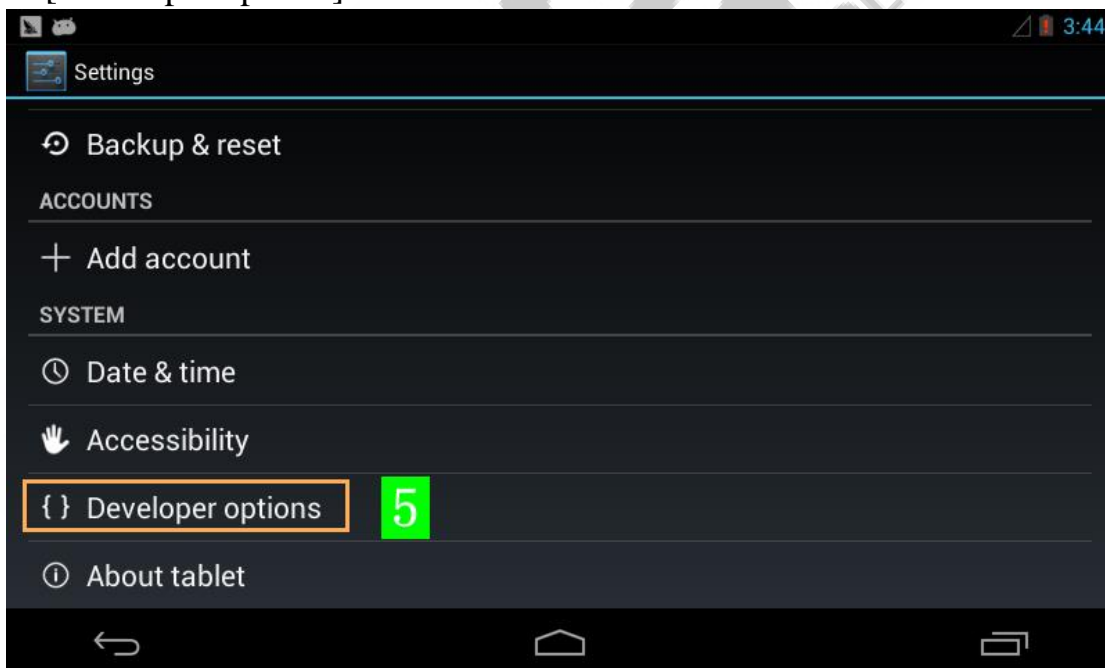 3:44
Settings
Backup & reset
ACCOUNTS
Add account
SYSTEM
Date & time
Accessibility
{ } Developer options 5
About tablet